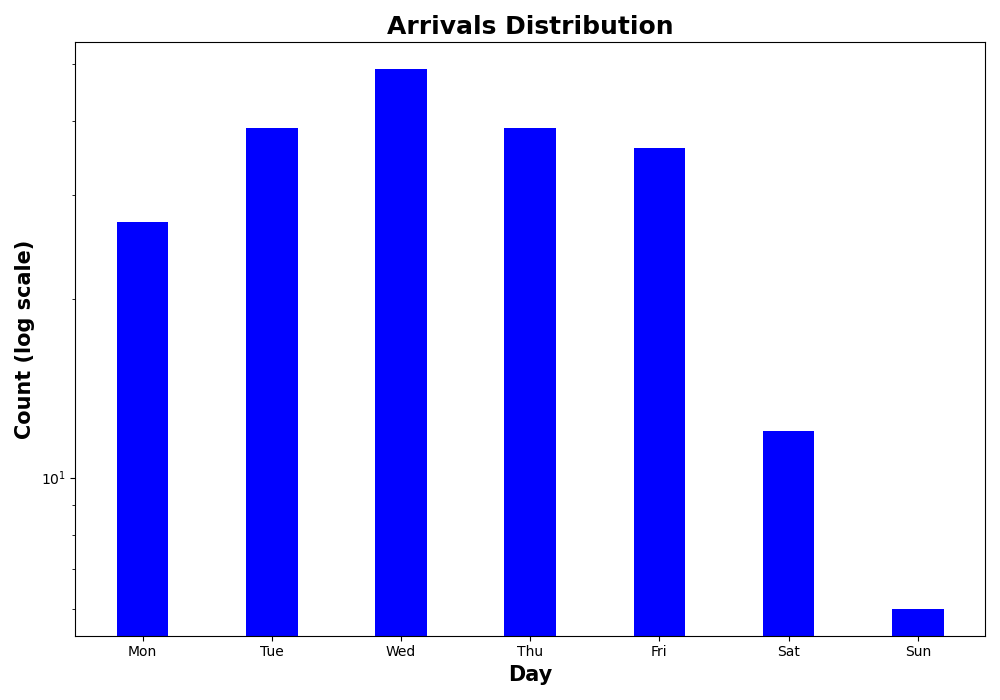 Arrivals Distribution
Count (log scale)
10¹
Mon Tue Wed Thu Fri Sat Sun
Day